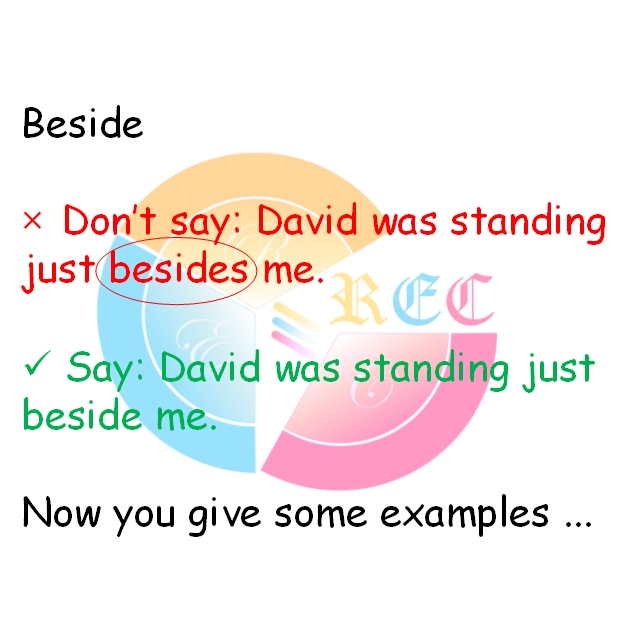 Beside
× Don't say: David was standing
just besides me.
REC
✓ Say: David was standing just
beside me.
Now you give some examples ...